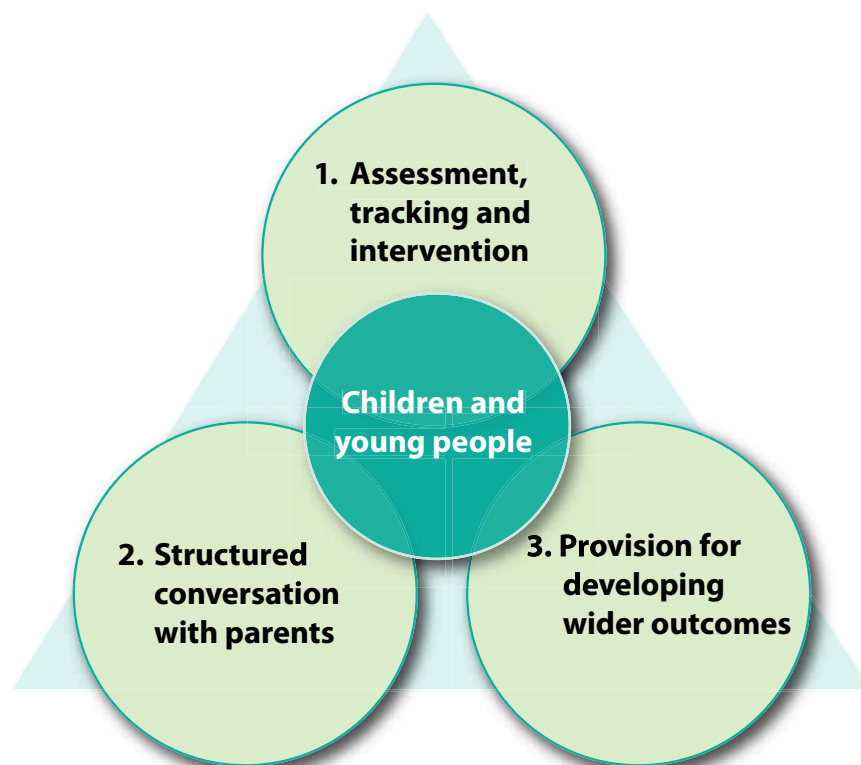 1. Assessment,
tracking and
intervention
Children and
young people
2. Structured
conversation
with parents
3. Provision for
developing
wider outcomes